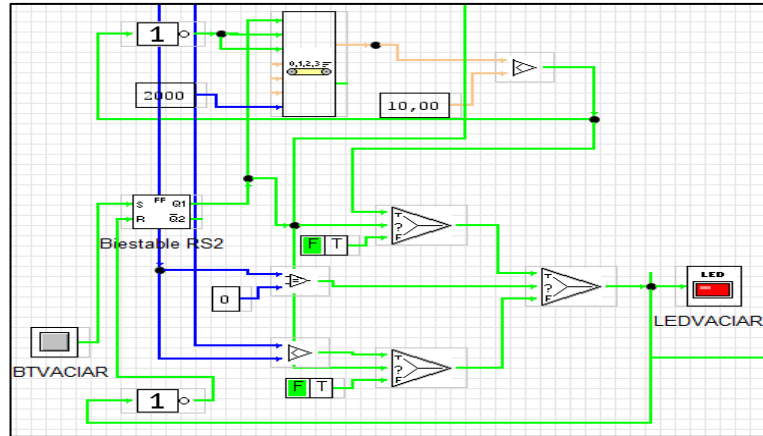 1
0,1,2,3
2000
10,00
S FF Q1
R Q2
Biestable RS2
T
?
F
F T
LED
LEDVACIAR
T
?
F
0
BTVACIAR
T
?
F
F T
1